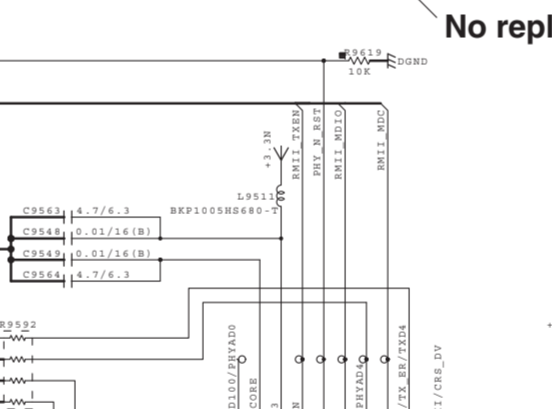 No repl
R9619
10K
DGND
RMII_TXEN
PHY_N_RST
RMII_MDIO
RMII_MDC
+3.3N
L9511
BKP1005HS680-T
C9563 4.7/6.3
C9548 0.01/16(B)
C9549 0.01/16(B)
C9564 4.7/6.3
R9592
D100/PHYAD0
CORE
3
N
PHYAD4
/TX_ER/TXD4
I/CRS_DV